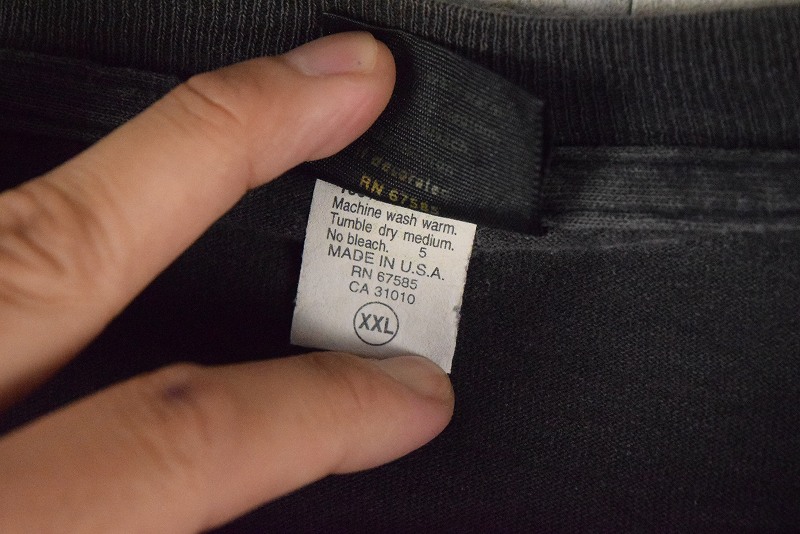 RN 67585
Machine wash warm.
Tumble dry medium.
No bleach. 5
MADE IN U.S.A.
RN 67585
CA 31010
XXL